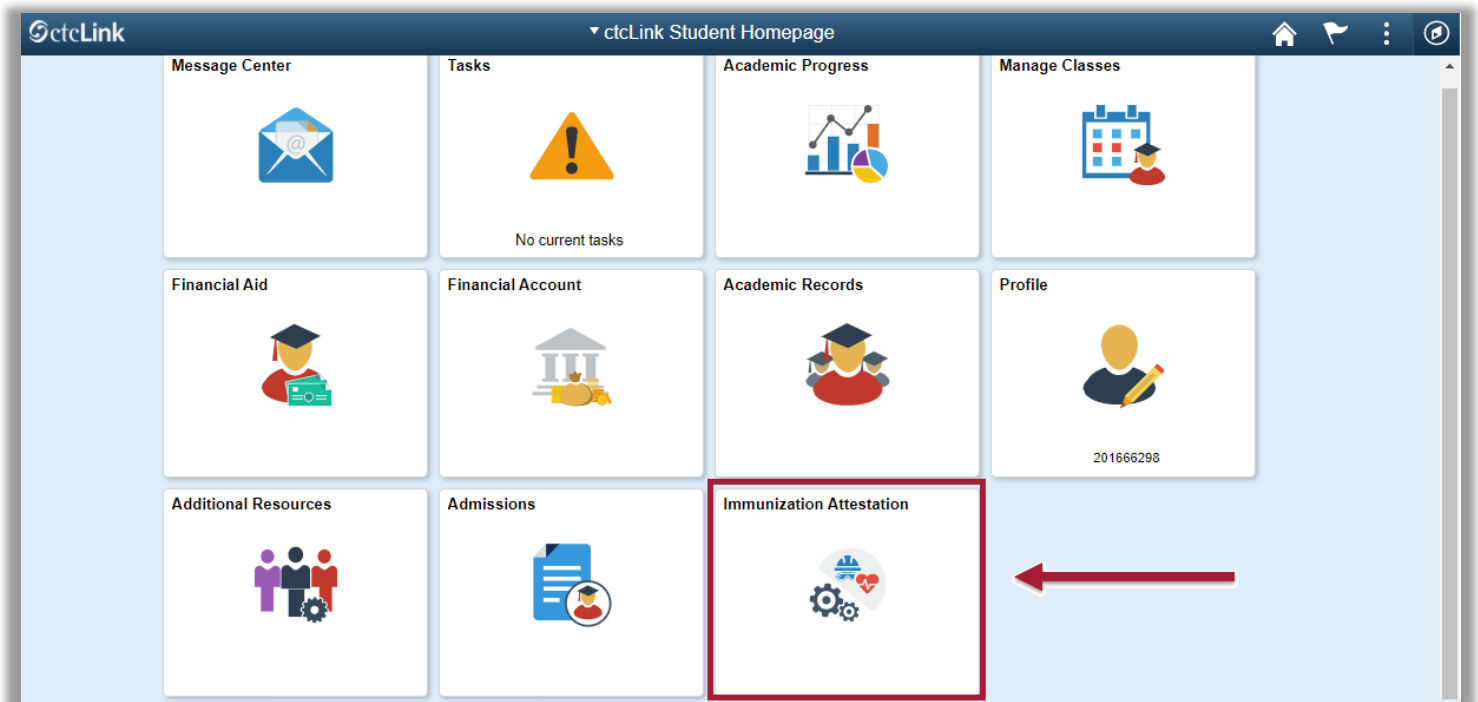 ctcLink
ctcLink Student Homepage
Message Center
Tasks
Academic Progress
Manage Classes
@
No current tasks
Financial Aid
Financial Account
Academic Records
Profile
201666298
Additional Resources
Admissions
Immunization Attestation